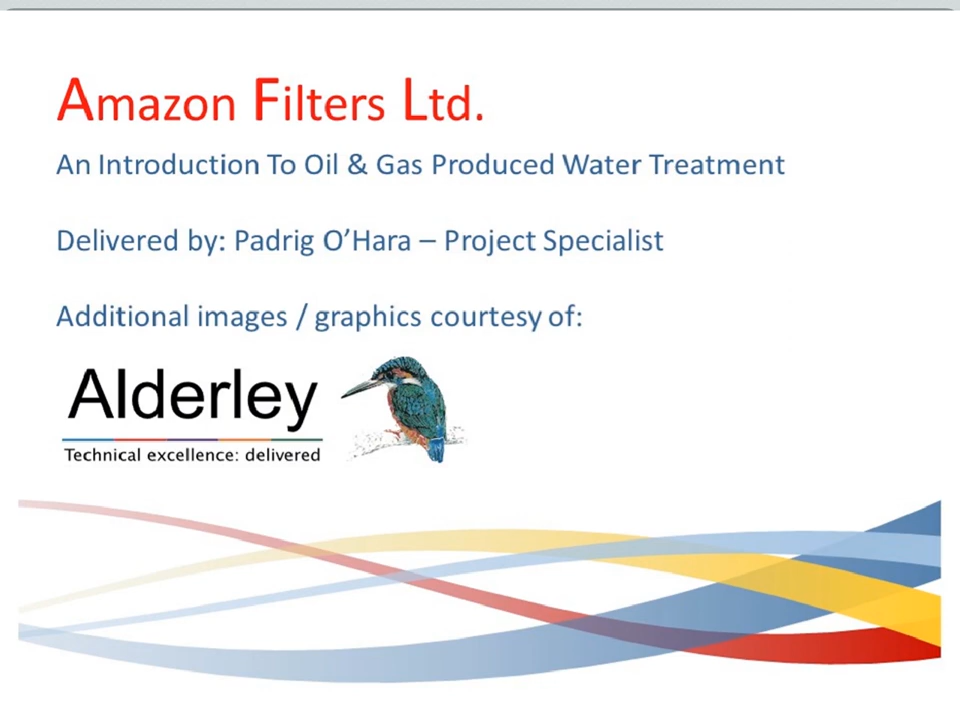 Amazon Filters Ltd.
An Introduction To Oil & Gas Produced Water Treatment
Delivered by: Padrig O’Hara – Project Specialist
Additional images / graphics courtesy of:
Alderley
Technical excellence: delivered